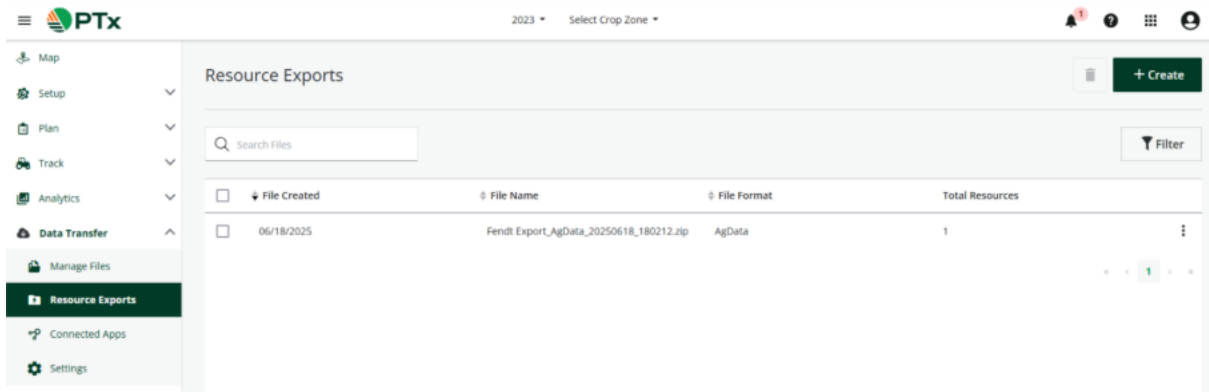 PTx
2023
Select Crop Zone
1
Map
Setup
Plan
Track
Analytics
Data Transfer
Manage Files
Resource Exports
Connected Apps
Settings
Resource Exports
+ Create
Search Files
Filter
File Created File Name File Format Total Resources
06/18/2025 Fendt Export_AgData_20250618_180212.zip AgData 1
« ‹ 1 › »